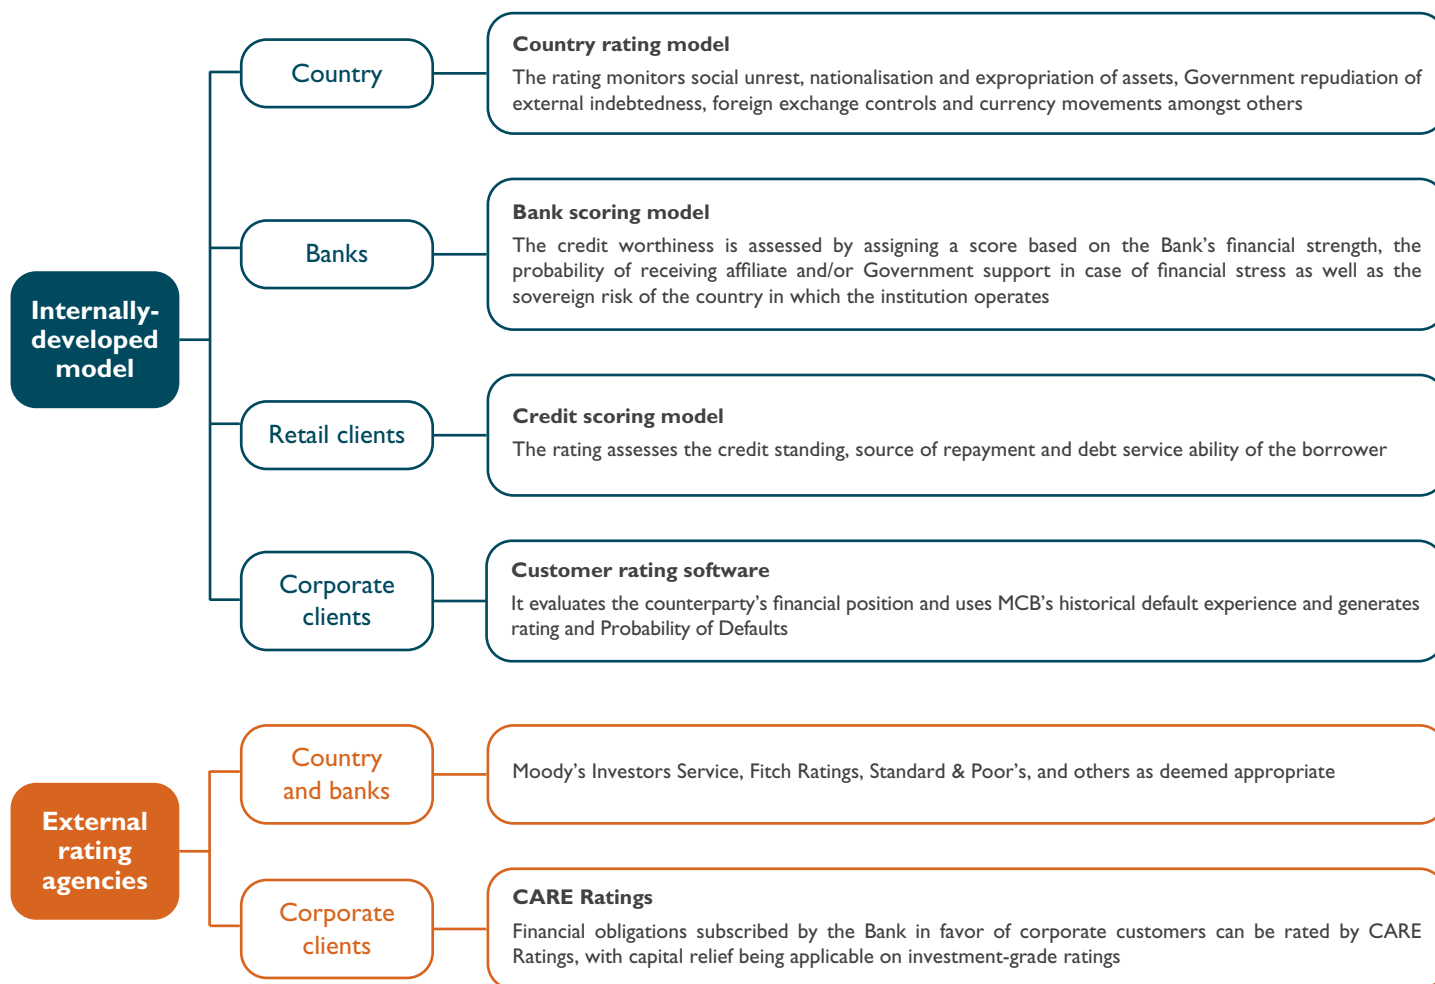 Country
Country rating model
The rating monitors social unrest, nationalisation and expropriation of assets, Government repudiation of
external indebtedness, foreign exchange controls and currency movements amongst others
Banks
Bank scoring model
The credit worthiness is assessed by assigning a score based on the Bank’s financial strength, the
probability of receiving affiliate and/or Government support in case of financial stress as well as the
sovereign risk of the country in which the institution operates
Internally-
developed
model
Retail clients
Credit scoring model
The rating assesses the credit standing, source of repayment and debt service ability of the borrower
Corporate
clients
Customer rating software
It evaluates the counterparty’s financial position and uses MCB’s historical default experience and generates
rating and Probability of Defaults
Country
and banks
Moody’s Investors Service, Fitch Ratings, Standard & Poor’s, and others as deemed appropriate
External
rating
agencies
Corporate
clients
CARE Ratings
Financial obligations subscribed by the Bank in favor of corporate customers can be rated by CARE
Ratings, with capital relief being applicable on investment-grade ratings